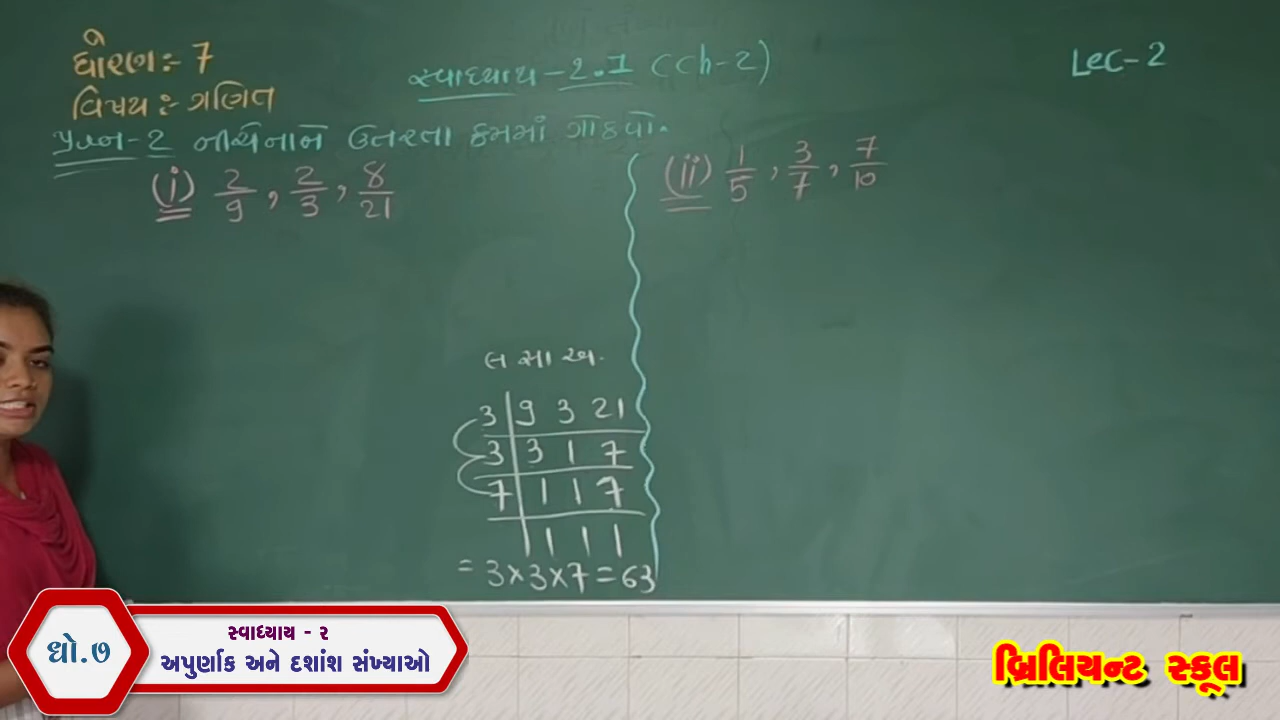 ધોરણ :- 7
વિષય :- ગણિત
સ્વાધ્યાય - 2.1 (Ch-2)
Lec-2
પ્રશ્ન-2 નીચેનાને ઉતરતા ક્રમમાં ગોઠવો.
(i) 2/9 , 2/3 , 8/21
(ii) 1/5 , 3/7 , 7/10
લ સા અ.
3 | 9 3 21
3 | 3 1 7
7 | 1 1 7
| 1 1 1
= 3×3×7 = 63
ધો.૭
સ્વાધ્યાય - ૨
અપુર્ણાક અને દશાંશ સંખ્યાઓ
બ્રિલિયન્ટ સ્કૂલ